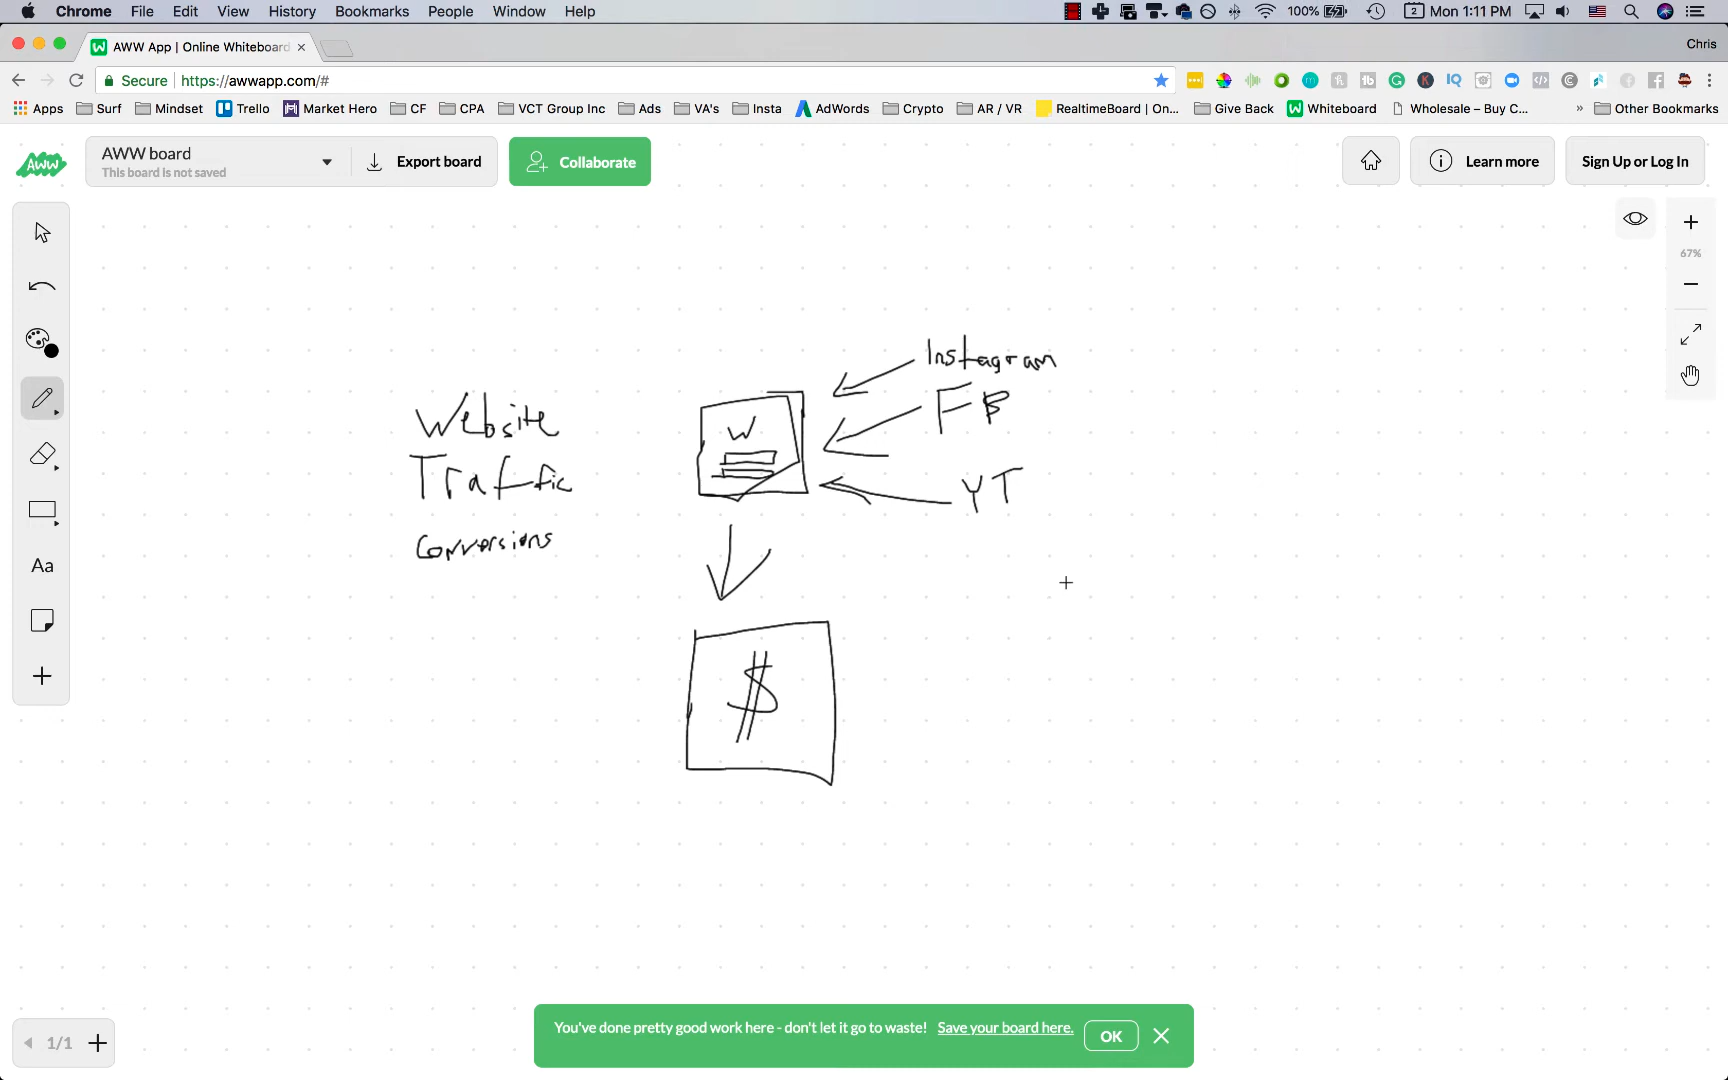 Chrome File Edit View History Bookmarks People Window Help 100% 2 Mon 1:11 PM
AWW App | Online Whiteboard Chris
Secure https://awwapp.com/#
Apps Surf Mindset Trello Market Hero CF CPA VCT Group Inc Ads VA's Insta AdWords Crypto AR / VR RealtimeBoard | On... Give Back Whiteboard Wholesale – Buy C... » Other Bookmarks
AWW
AWW board
This board is not saved
Export board
Collaborate
Learn more
Sign Up or Log In
67%
Aa
Website
Traffic
Conversions
W
Instagram
FB
YT
$
1/1
You've done pretty good work here - don't let it go to waste! Save your board here. OK